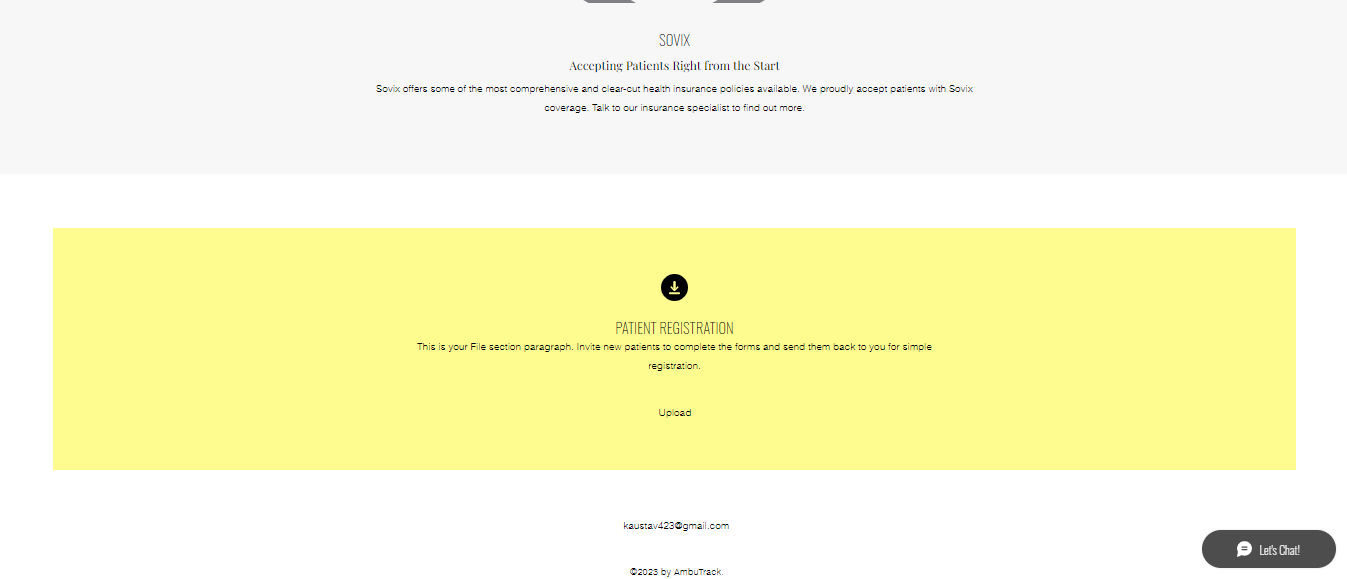 SOVIX
Accepting Patients Right from the Start
Sovix offers some of the most comprehensive and clear-cut health insurance policies available. We proudly accept patients with Sovix
coverage. Talk to our insurance specialist to find out more.
PATIENT REGISTRATION
This is your File section paragraph. Invite new patients to complete the forms and send them back to you for simple
registration.
Upload
kaustav423@gmail.com
Let's Chat!
©2023 by AmbuTrack.